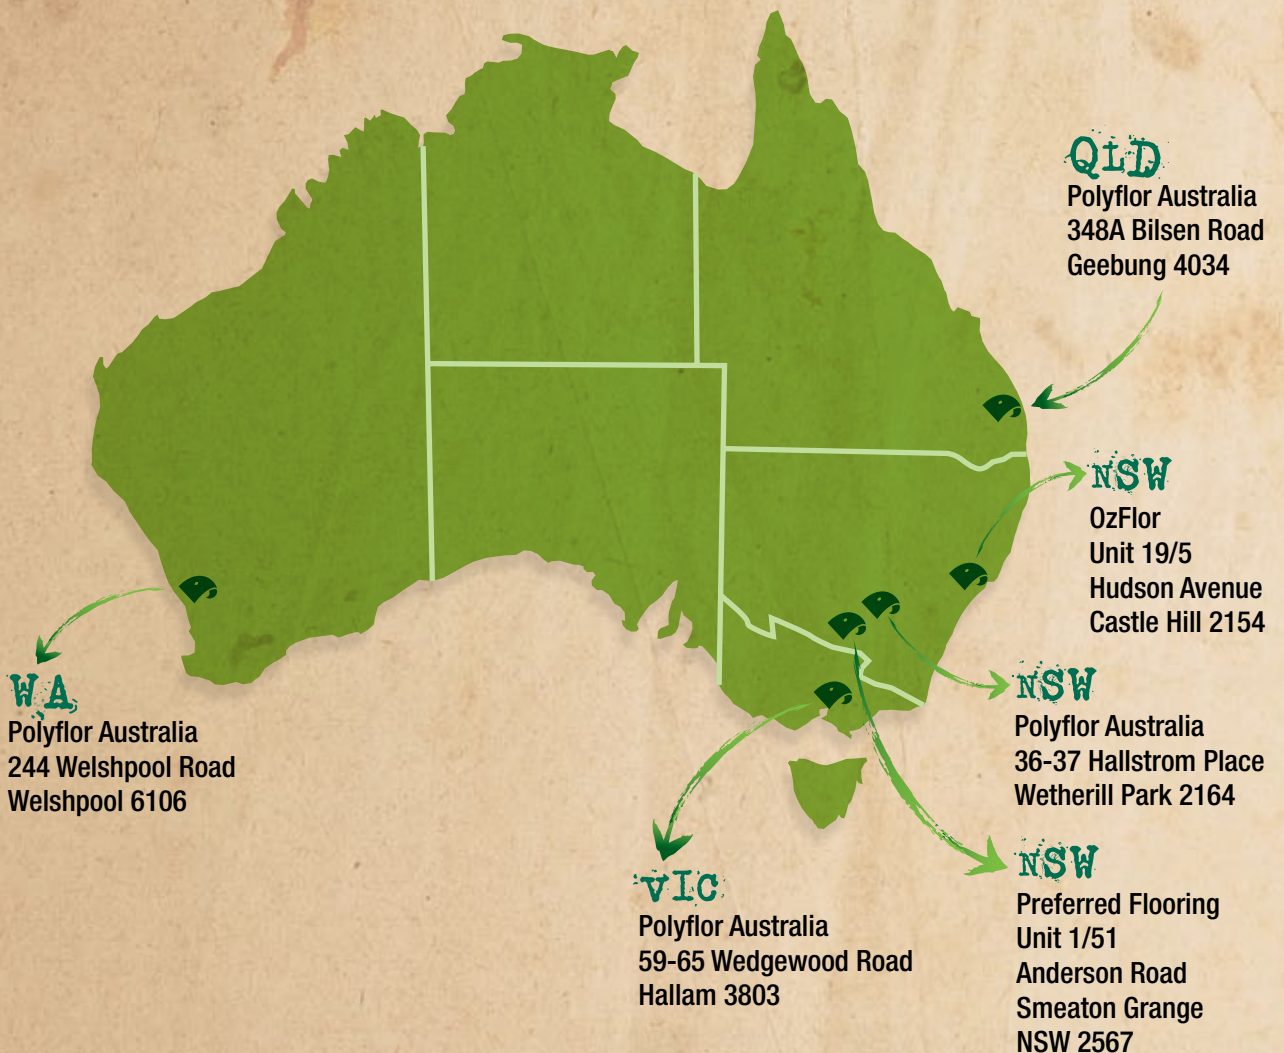 QLD
Polyflor Australia
348A Bilsen Road
Geebung 4034
NSW
OzFlor
Unit 19/5
Hudson Avenue
Castle Hill 2154
NSW
Polyflor Australia
36-37 Hallstrom Place
Wetherill Park 2164
WA
Polyflor Australia
244 Welshpool Road
Welshpool 6106
VIC
Polyflor Australia
59-65 Wedgewood Road
Hallam 3803
NSW
Preferred Flooring
Unit 1/51
Anderson Road
Smeaton Grange
NSW 2567